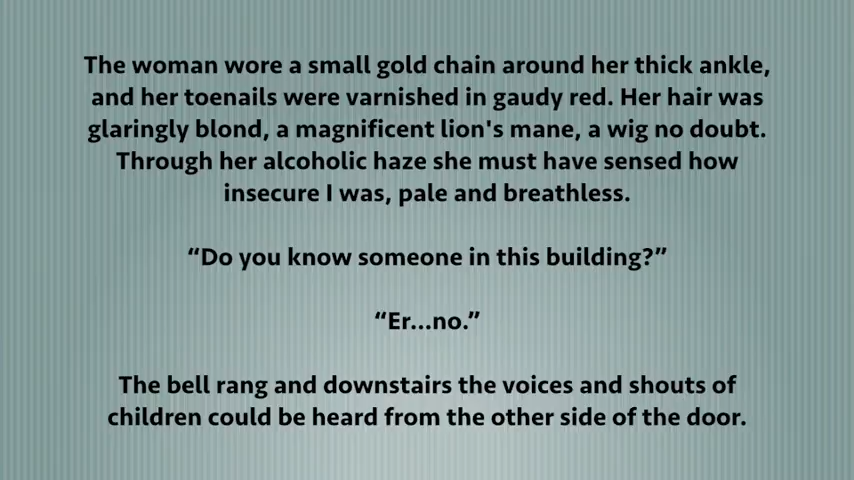 The woman wore a small gold chain around her thick ankle,
and her toenails were varnished in gaudy red. Her hair was
glaringly blond, a magnificent lion's mane, a wig no doubt.
Through her alcoholic haze she must have sensed how
insecure I was, pale and breathless.
“Do you know someone in this building?”
“Er...no.”
The bell rang and downstairs the voices and shouts of
children could be heard from the other side of the door.